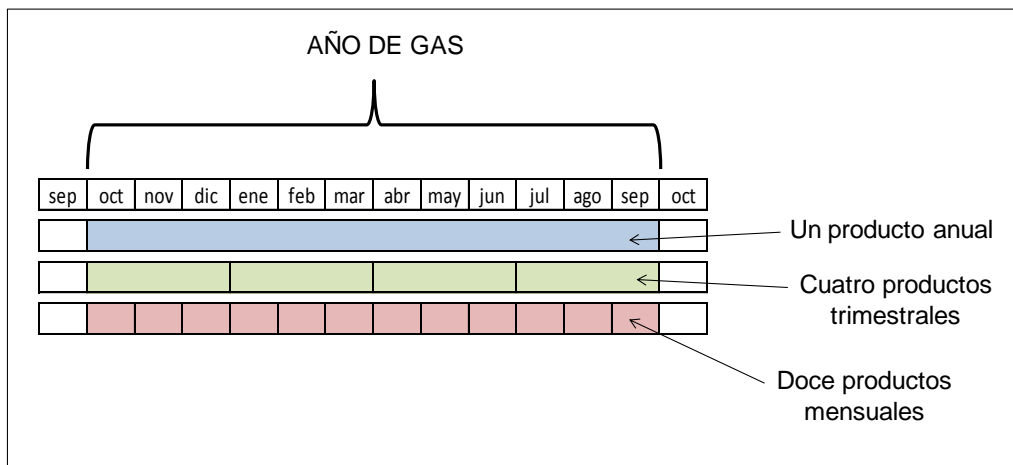 AÑO DE GAS
sep oct nov dic ene feb mar abr may jun jul ago sep oct
Un producto anual
Cuatro productos
trimestrales
Doce productos
mensuales